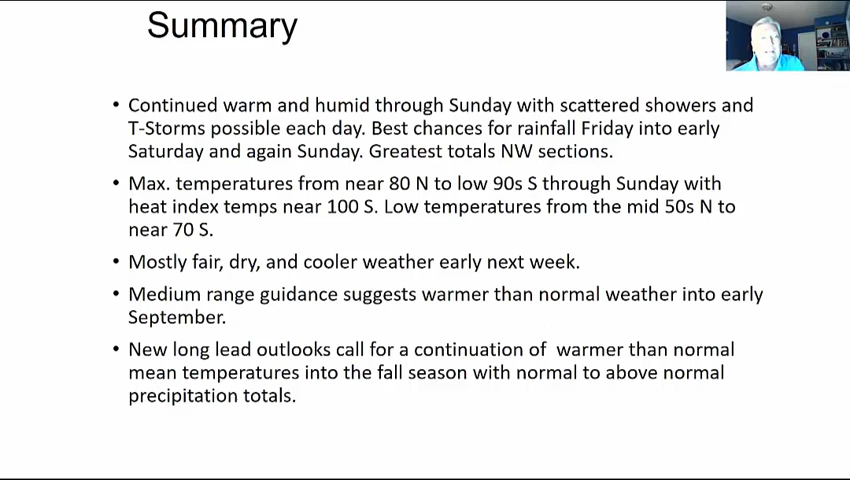 Summary
• Continued warm and humid through Sunday with scattered showers and
T-Storms possible each day. Best chances for rainfall Friday into early
Saturday and again Sunday. Greatest totals NW sections.
• Max. temperatures from near 80 N to low 90s S through Sunday with
heat index temps near 100 S. Low temperatures from the mid 50s N to
near 70 S.
• Mostly fair, dry, and cooler weather early next week.
• Medium range guidance suggests warmer than normal weather into early
September.
• New long lead outlooks call for a continuation of  warmer than normal
mean temperatures into the fall season with normal to above normal
precipitation totals.